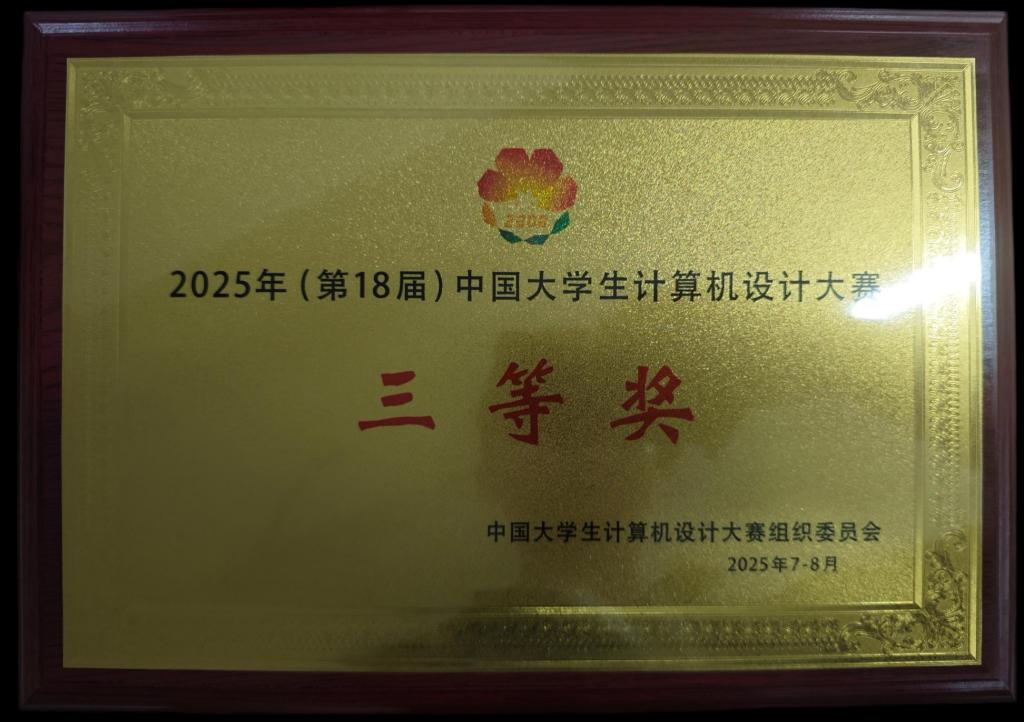 2025年（第18届）中国大学生计算机设计大赛
三等奖
中国大学生计算机设计大赛组织委员会
2025年7-8月